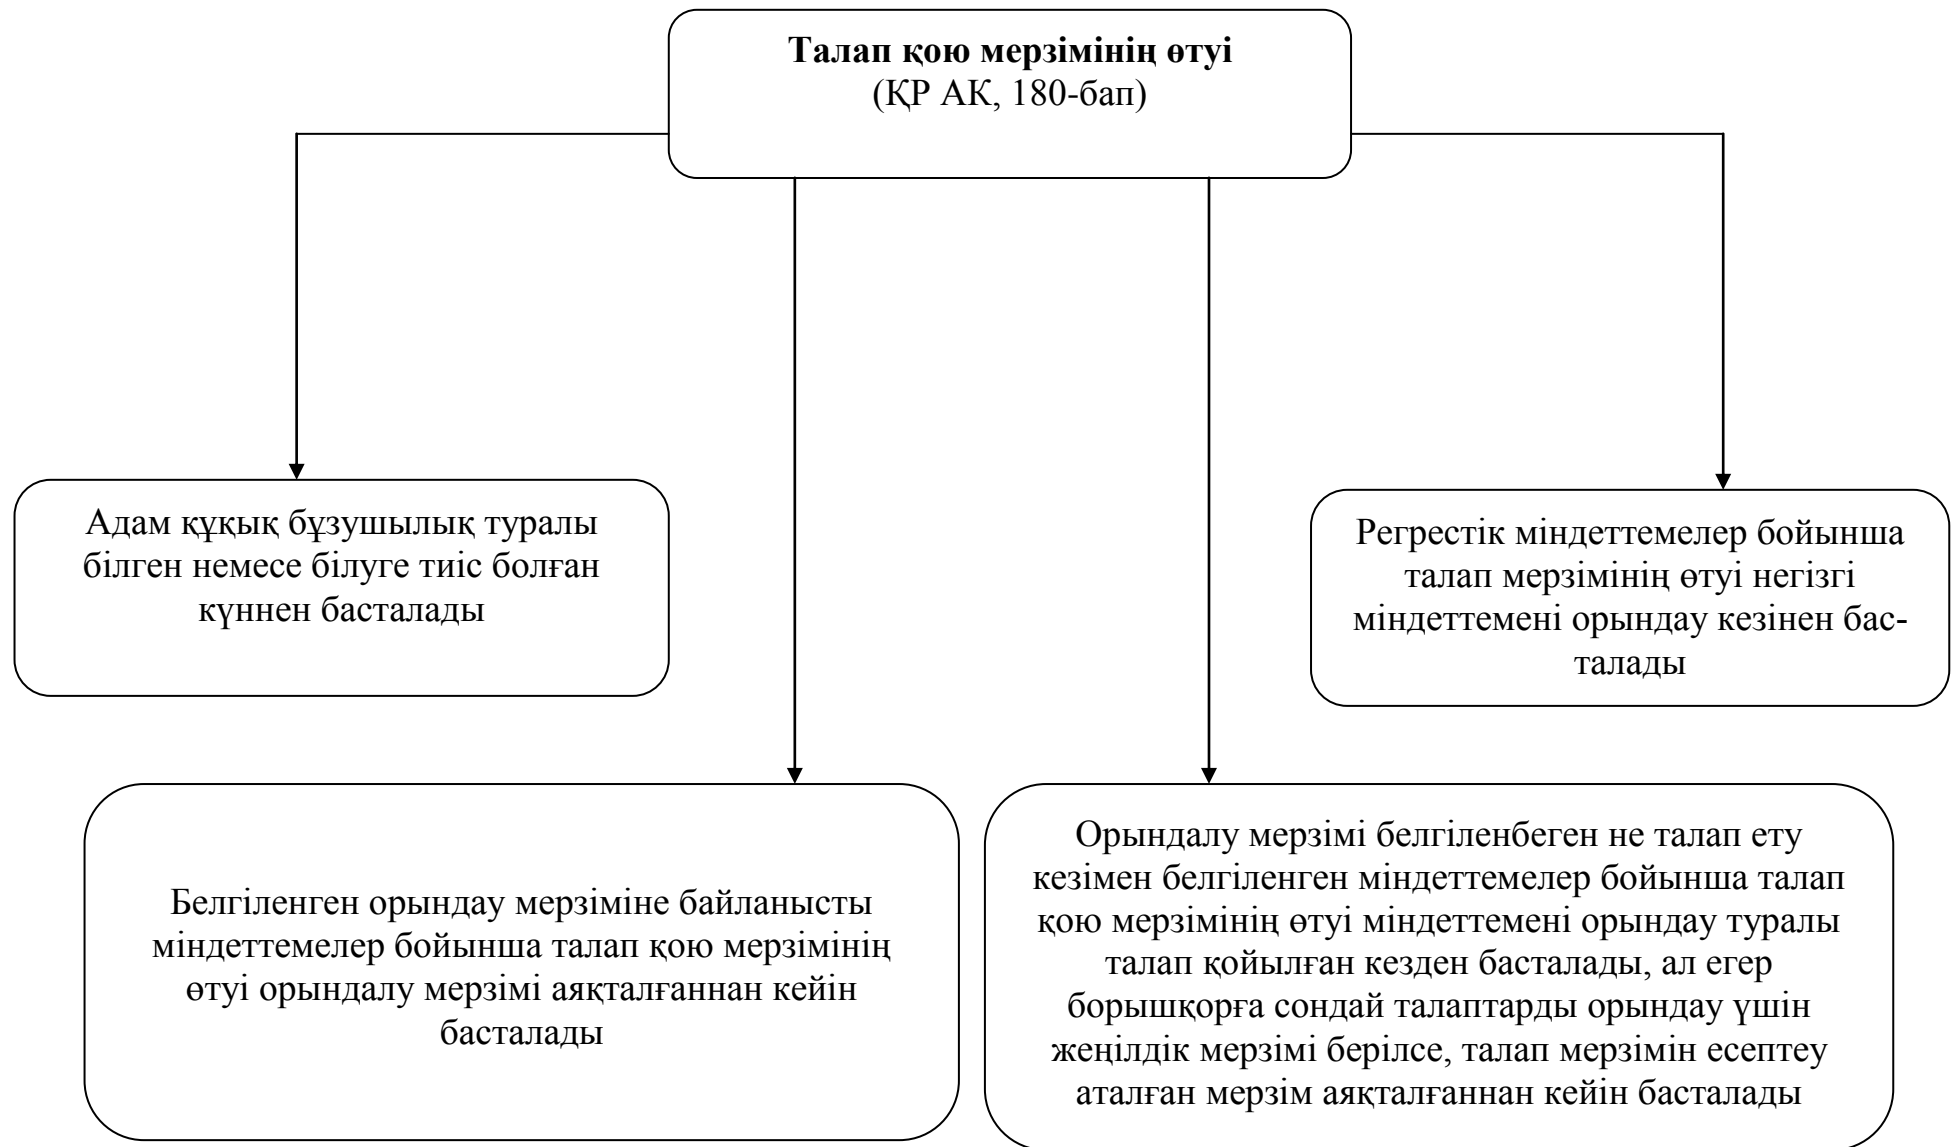 Талап қою мерзімінің өтуі
(ҚР АК, 180-бап)
Адам құқық бұзушылық туралы
білген немесе білуге тиіс болған
күннен басталады
Регрестік міндеттемелер бойынша
талап мерзімінің өтуі негізгі
міндеттемені орындау кезінен бас-
талады
Белгіленген орындау мерзіміне байланысты
міндеттемелер бойынша талап қою мерзімінің
өтуі орындалу мерзімі аяқталғаннан кейін
басталады
Орындалу мерзімі белгіленбеген не талап ету
кезімен белгіленген міндеттемелер бойынша талап
қою мерзімінің өтуі міндеттемені орындау туралы
талап қойылған кезден басталады, ал егер
борышқорға сондай талаптарды орындау үшін
жеңілдік мерзімі берілсе, талап мерзімін есептеу
аталған мерзім аяқталғаннан кейін басталады